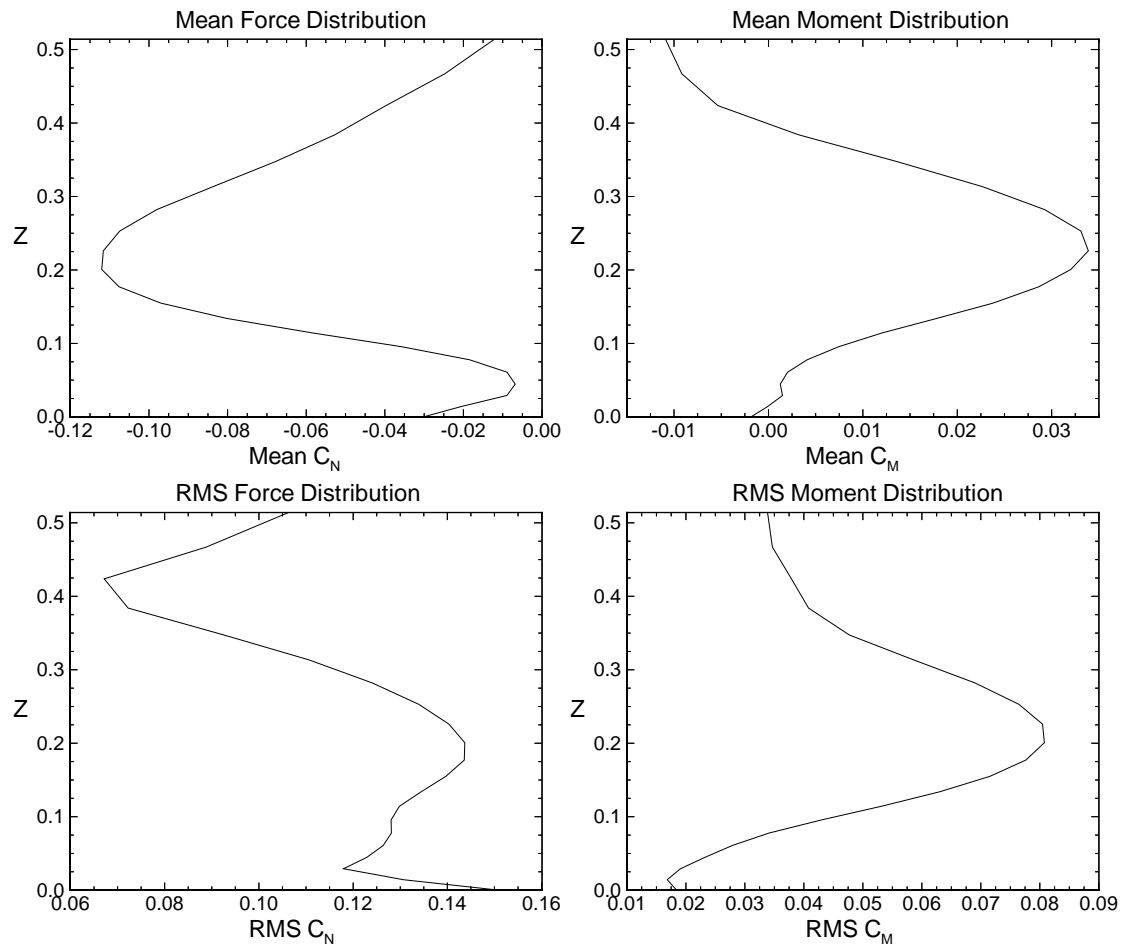 Mean Force Distribution
0.5
0.4
0.3
Z
0.2
0.1
0.0
-0.12 -0.10 -0.08 -0.06 -0.04 -0.02 0.00
Mean C_N
Mean Moment Distribution
0.5
0.4
0.3
Z
0.2
0.1
0.0
-0.01 0.00 0.01 0.02 0.03
Mean C_M
RMS Force Distribution
0.5
0.4
0.3
Z
0.2
0.1
0.0
0.06 0.08 0.10 0.12 0.14 0.16
RMS C_N
RMS Moment Distribution
0.5
0.4
0.3
Z
0.2
0.1
0.0
0.01 0.02 0.03 0.04 0.05 0.06 0.07 0.08 0.09
RMS C_M